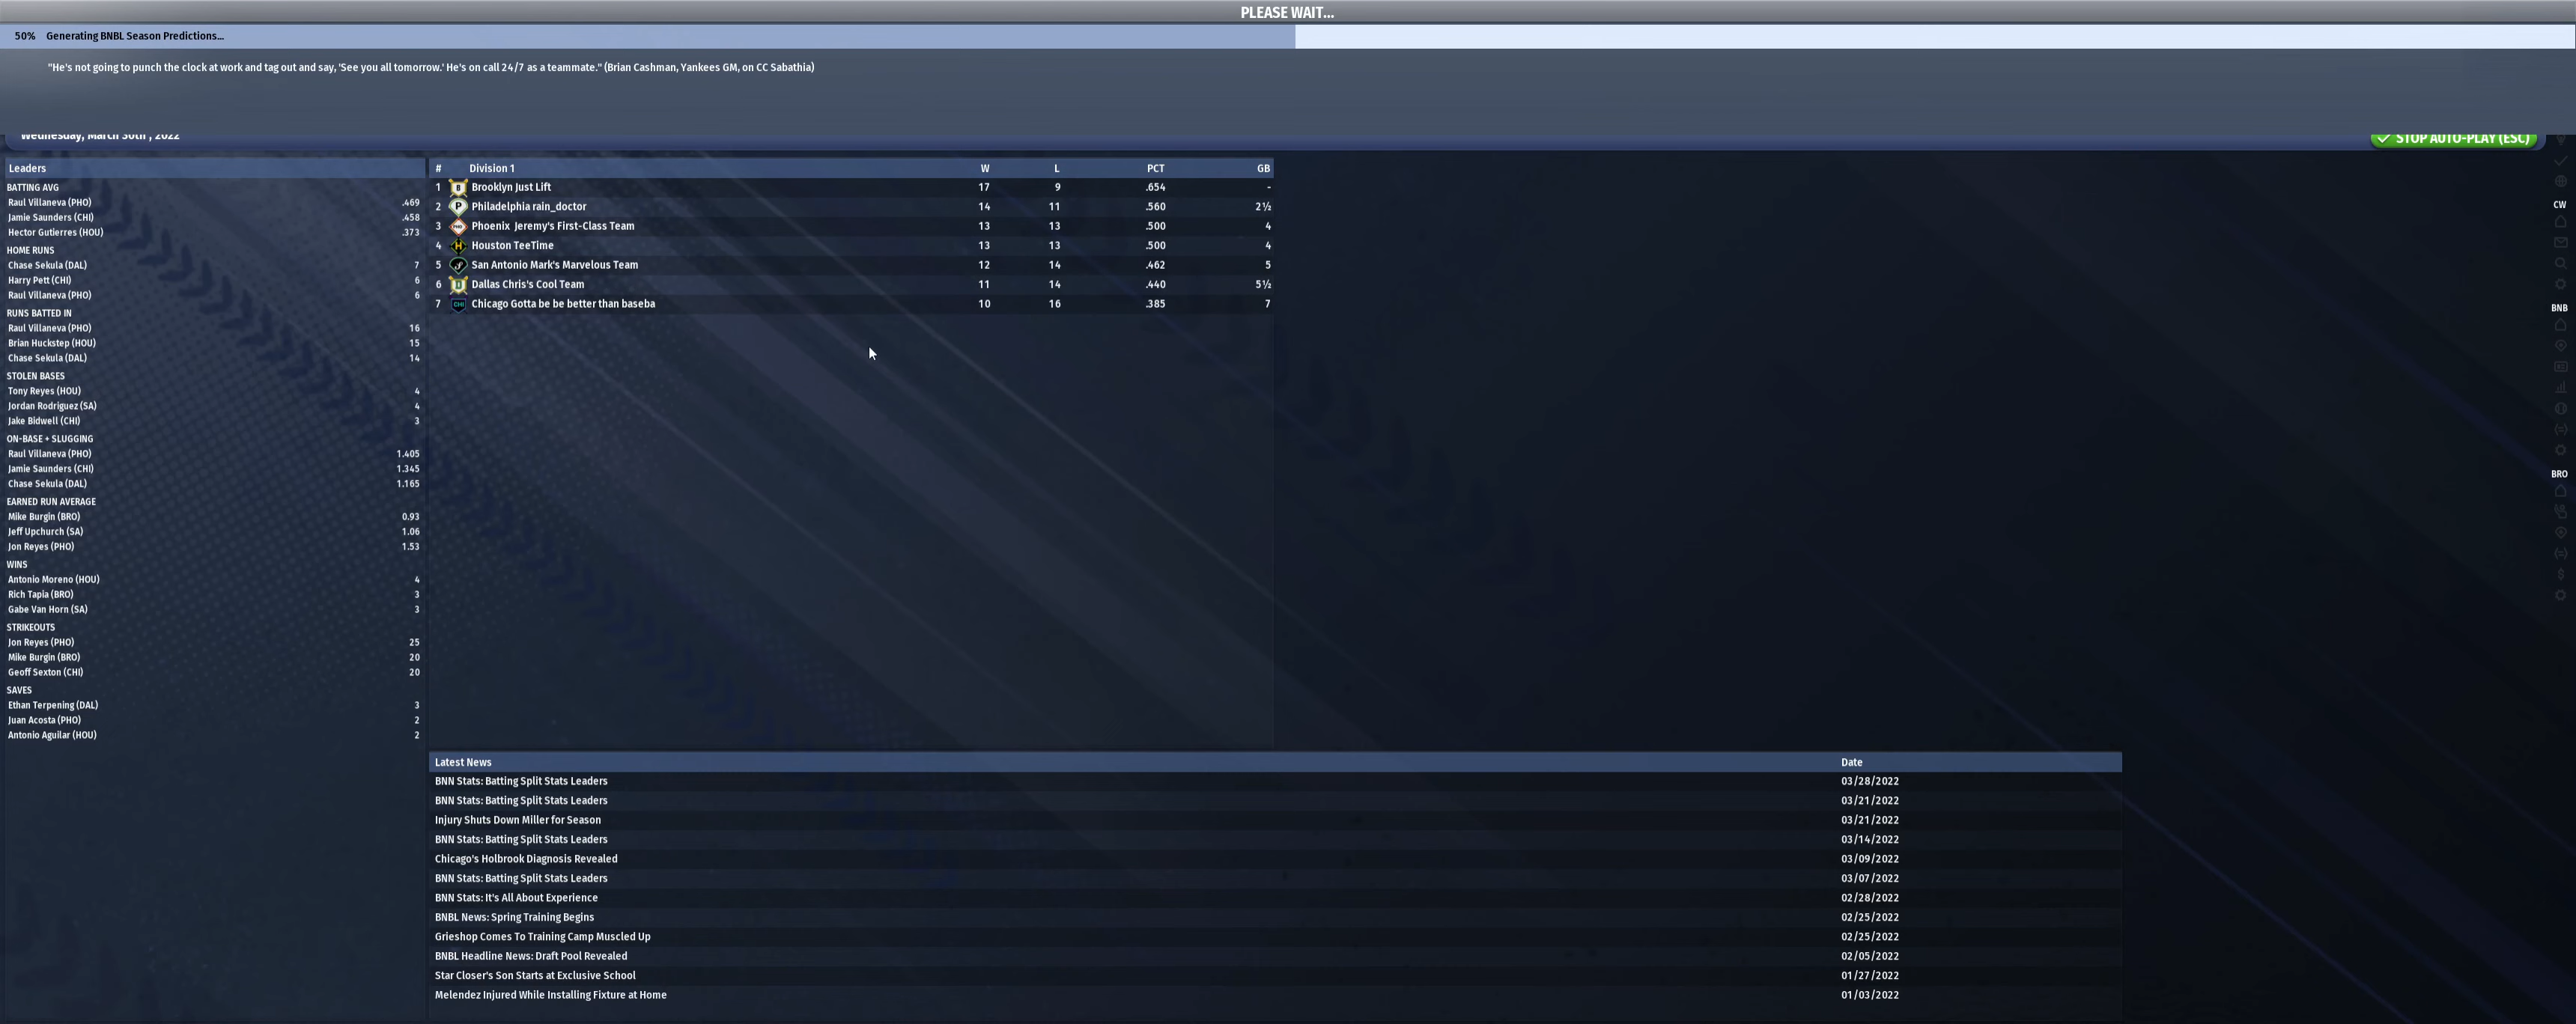 PLEASE WAIT...
50% Generating BNBL Season Predictions...
"He's not going to punch the clock at work and tag out and say, 'See you all tomorrow.' He's on call 24/7 as a teammate." (Brian Cashman, Yankees GM, on CC Sabathia)
Wednesday, March 30th, 2022
STOP AUTO-PLAY (ESC)
Leaders
BATTING AVG
Raul Villaneva (PHO) .469
Jamie Saunders (CHI) .458
Hector Gutierres (HOU) .373
HOME RUNS
Chase Sekula (DAL) 7
Harry Pett (CHI) 6
Raul Villaneva (PHO) 6
RUNS BATTED IN
Raul Villaneva (PHO) 16
Brian Huckstep (HOU) 15
Chase Sekula (DAL) 14
STOLEN BASES
Tony Reyes (HOU) 4
Jordan Rodriguez (SA) 4
Jake Bidwell (CHI) 3
ON-BASE + SLUGGING
Raul Villaneva (PHO) 1.405
Jamie Saunders (CHI) 1.345
Chase Sekula (DAL) 1.165
EARNED RUN AVERAGE
Mike Burgin (BRO) 0.93
Jeff Upchurch (SA) 1.06
Jon Reyes (PHO) 1.53
WINS
Antonio Moreno (HOU) 4
Rich Tapia (BRO) 3
Gabe Van Horn (SA) 3
STRIKEOUTS
Jon Reyes (PHO) 25
Mike Burgin (BRO) 20
Geoff Sexton (CHI) 20
SAVES
Ethan Terpening (DAL) 3
Juan Acosta (PHO) 2
Antonio Aguilar (HOU) 2
# Division 1 W L PCT GB
1 B Brooklyn Just Lift 17 9 .654 -
2 P Philadelphia rain_doctor 14 11 .560 2½
3 PHO Phoenix Jeremy's First-Class Team 13 13 .500 4
4 H Houston TeeTime 13 13 .500 4
5 San Antonio Mark's Marvelous Team 12 14 .462 5
6 D Dallas Chris's Cool Team 11 14 .440 5½
7 CHI Chicago Gotta be be better than baseba 10 16 .385 7
Latest News Date
BNN Stats: Batting Split Stats Leaders 03/28/2022
BNN Stats: Batting Split Stats Leaders 03/21/2022
Injury Shuts Down Miller for Season 03/21/2022
BNN Stats: Batting Split Stats Leaders 03/14/2022
Chicago's Holbrook Diagnosis Revealed 03/09/2022
BNN Stats: Batting Split Stats Leaders 03/07/2022
BNN Stats: It's All About Experience 02/28/2022
BNBL News: Spring Training Begins 02/25/2022
Grieshop Comes To Training Camp Muscled Up 02/25/2022
BNBL Headline News: Draft Pool Revealed 02/05/2022
Star Closer's Son Starts at Exclusive School 01/27/2022
Melendez Injured While Installing Fixture at Home 01/03/2022
CW
BNB
BRO